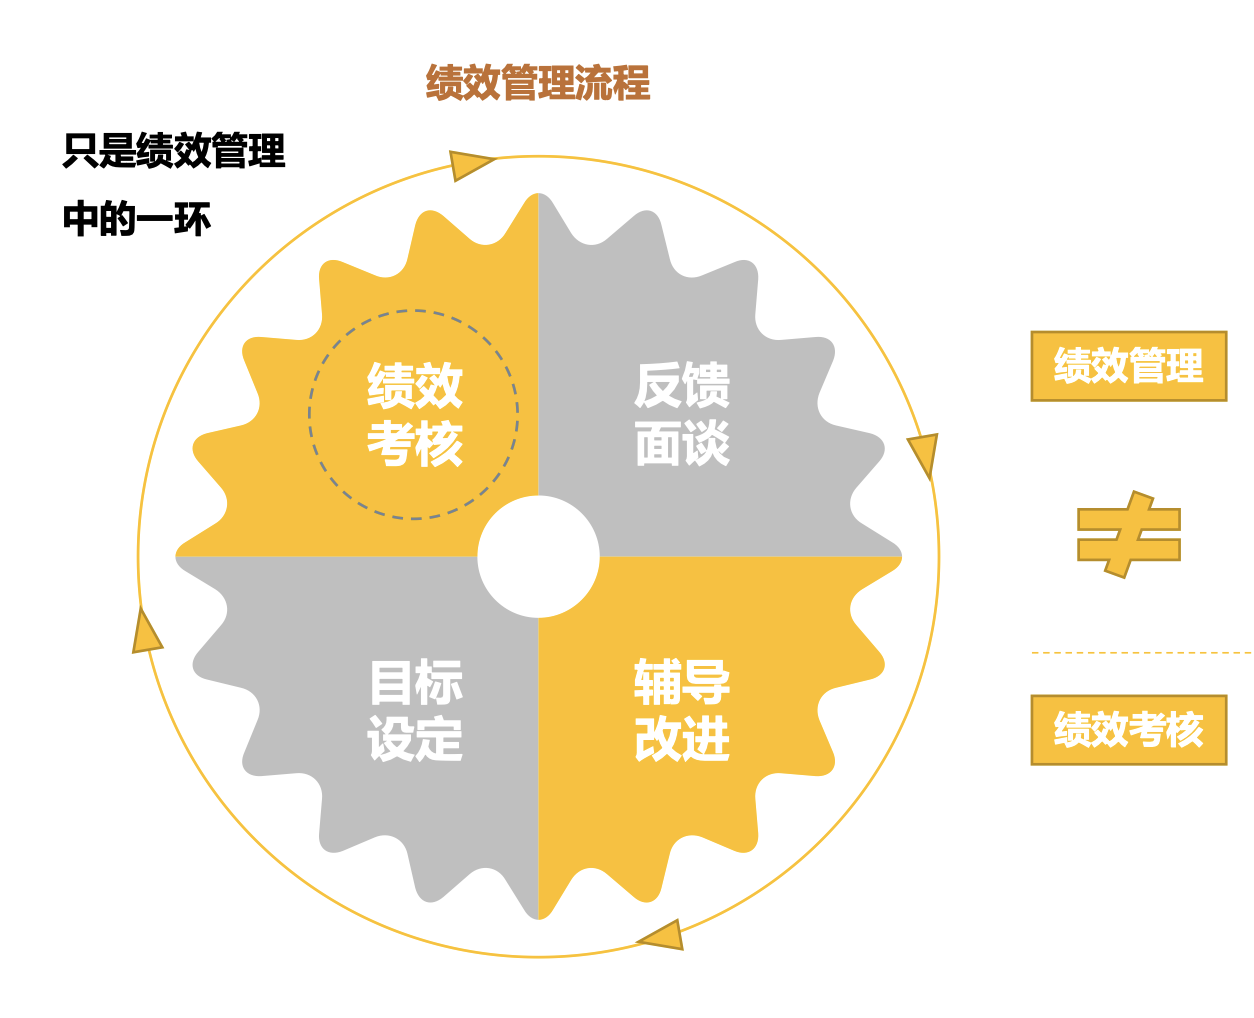 绩效管理流程
只是绩效管理
中的一环
绩效
考核
反馈
面谈
目标
设定
辅导
改进
绩效管理
≠
绩效考核